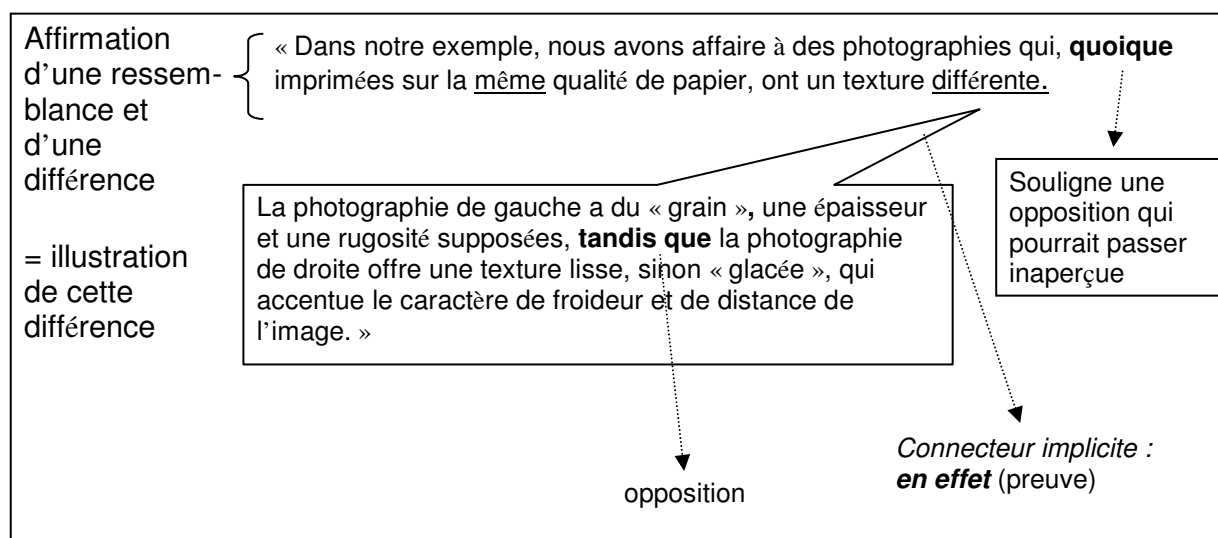 Affirmation
d'une ressem-
blance et
d'une
différence
= illustration
de cette
différence
« Dans notre exemple, nous avons affaire à des photographies qui, quoique
imprimées sur la même qualité de papier, ont un texture différente.
La photographie de gauche a du « grain », une épaisseur
et une rugosité supposées, tandis que la photographie
de droite offre une texture lisse, sinon « glacée », qui
accentue le caractère de froideur et de distance de
l'image. »
Souligne une
opposition qui
pourrait passer
inaperçue
opposition
Connecteur implicite :
en effet (preuve)